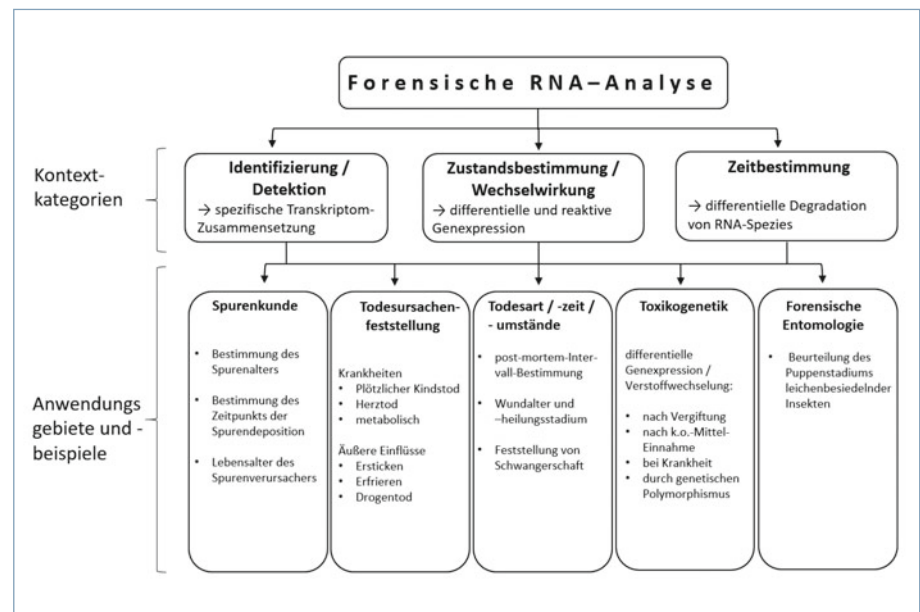 Forensische RNA–Analyse
Kontext-
kategorien
Identifizierung /
Detektion
→ spezifische Transkriptom-
Zusammensetzung
Zustandsbestimmung /
Wechselwirkung
→ differentielle und reaktive
Genexpression
Zeitbestimmung
→ differentielle Degradation
von RNA-Spezies
Anwendungs
gebiete und -
beispiele
Spurenkunde
• Bestimmung des
Spurenalters
• Bestimmung des
Zeitpunkts der
Spurendeposition
• Lebensalter des
Spurenverursachers
Todesursachen-
feststellung
Krankheiten
• Plötzlicher Kindstod
• Herztod
• metabolisch
Äußere Einflüsse
• Ersticken
• Erfrieren
• Drogentod
Todesart / -zeit /
- umstände
• post-mortem-Inter-
vall-Bestimmung
• Wundalter und
–heilungsstadium
• Feststellung von
Schwangerschaft
Toxikogenetik
differentielle
Genexpression /
Verstoffwechselung:
• nach Vergiftung
• nach k.o.-Mittel-
Einnahme
• bei Krankheit
• durch genetischen
Polymorphismus
Forensische
Entomologie
• Beurteilung des
Puppenstadiums
leichenbesiedelnder
Insekten